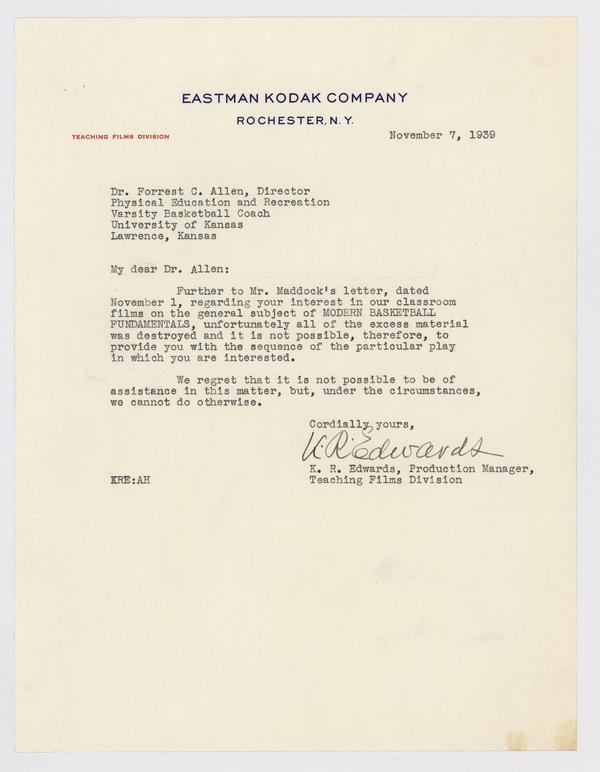 EASTMAN KODAK COMPANY
ROCHESTER, N. Y.
TEACHING FILMS DIVISION
November 7, 1939
Dr. Forrest C. Allen, Director
Physical Education and Recreation
Varsity Basketball Coach
University of Kansas
Lawrence, Kansas
My dear Dr. Allen:
Further to Mr. Maddock's letter, dated
November 1, regarding your interest in our classroom
films on the general subject of MODERN BASKETBALL
FUNDAMENTALS, unfortunately all of the excess material
was destroyed and it is not possible, therefore, to
provide you with the sequence of the particular play
in which you are interested.
We regret that it is not possible to be of
assistance in this matter, but, under the circumstances,
we cannot do otherwise.
Cordially yours,
K. R. Edwards
K. R. Edwards, Production Manager,
KRE:AH Teaching Films Division